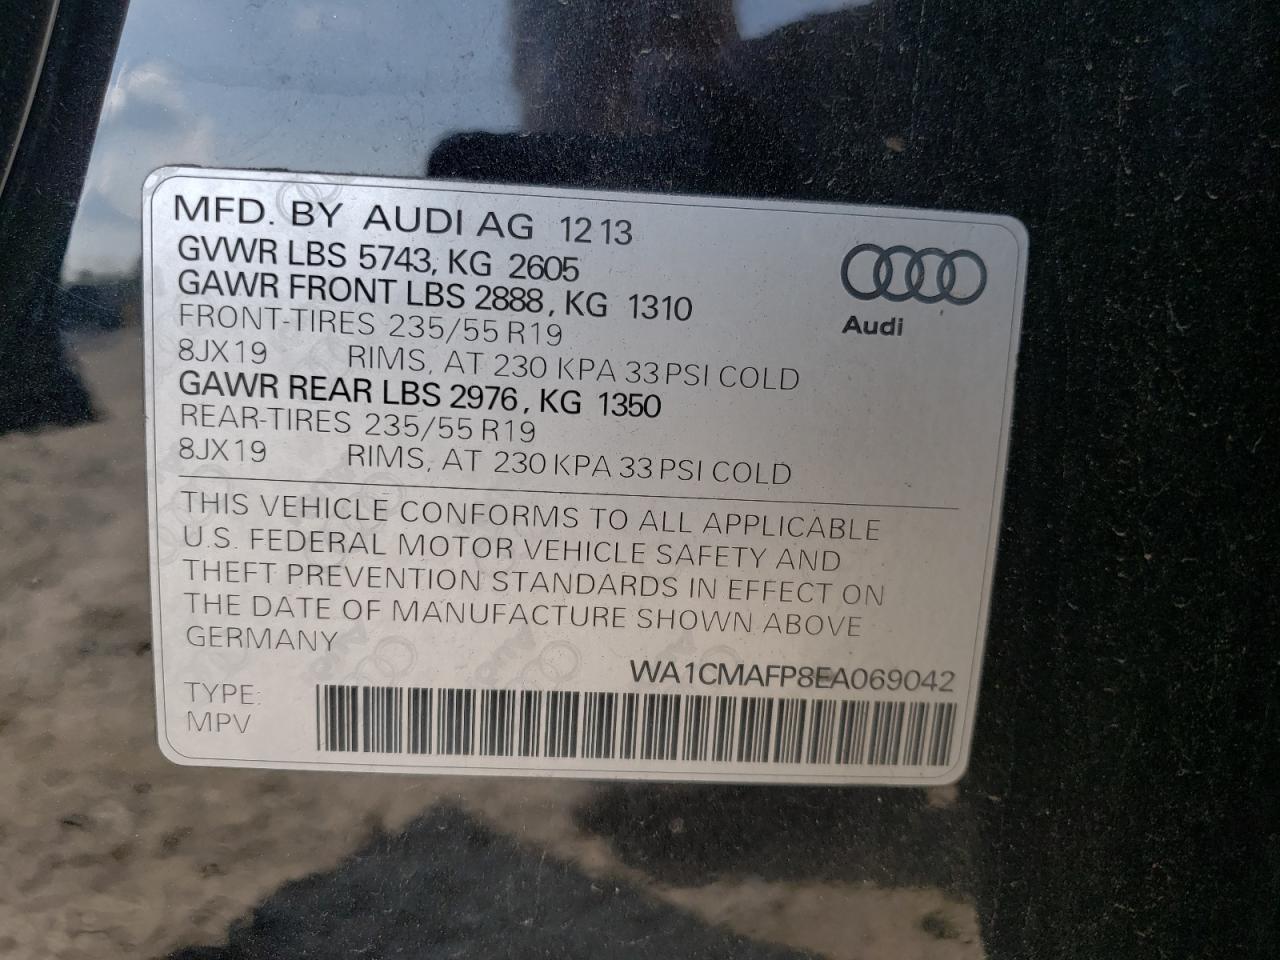 MFD. BY AUDI AG 12 13
GVWR LBS 5743, KG 2605
GAWR FRONT LBS 2888, KG 1310
FRONT-TIRES 235/55 R19
8JX19 RIMS, AT 230 KPA 33 PSI COLD
GAWR REAR LBS 2976, KG 1350
REAR-TIRES 235/55 R19
8JX19 RIMS, AT 230 KPA 33 PSI COLD
Audi
THIS VEHICLE CONFORMS TO ALL APPLICABLE
U.S. FEDERAL MOTOR VEHICLE SAFETY AND
THEFT PREVENTION STANDARDS IN EFFECT ON
THE DATE OF MANUFACTURE SHOWN ABOVE
GERMANY
WA1CMAFP8EA069042
TYPE:
MPV